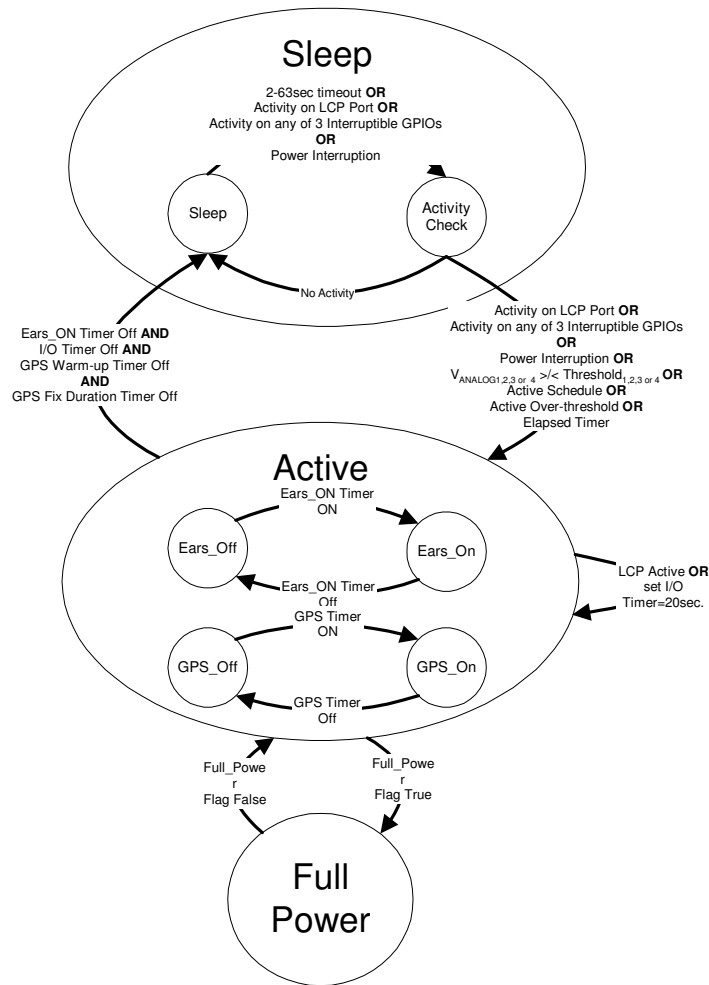 Sleep
2-63sec timeout OR
Activity on LCP Port OR
Activity on any of 3 Interruptible GPIOs
OR
Power Interruption
Sleep
Activity
Check
No Activity
Ears_ON Timer Off AND
I/O Timer Off AND
GPS Warm-up Timer Off
AND
GPS Fix Duration Timer Off
Activity on LCP Port OR
Activity on any of 3 Interruptible GPIOs
OR
Power Interruption OR
VANALOG1,2,3 or 4 >/< Threshold1,2,3 or 4 OR
Active Schedule OR
Active Over-threshold OR
Elapsed Timer
Active
Ears_ON Timer
ON
Ears_Off
Ears_On
Ears_ON Timer
Off
GPS Timer
ON
GPS_Off
GPS_On
GPS Timer
Off
LCP Active OR
set I/O
Timer=20sec.
Full_Powe
r
Flag False
Full_Powe
r
Flag True
Full
Power